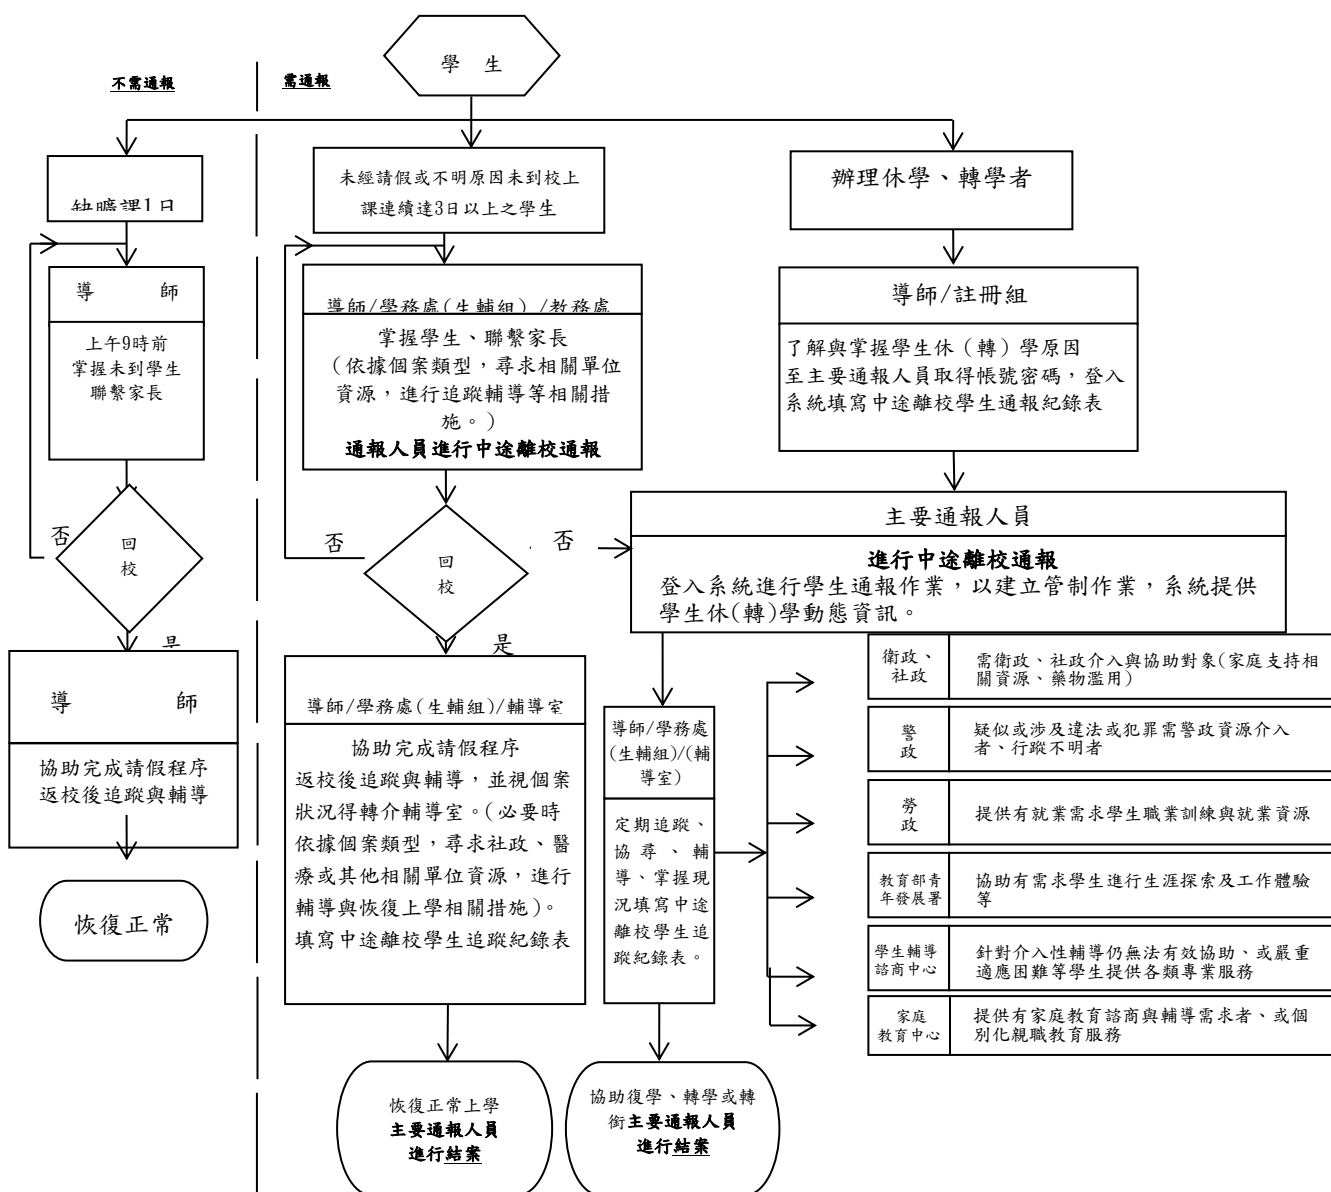 學 生
不需通報
需通報
缺曠課1日
導 師
上午9時前
掌握未到學生
聯繫家長
否
回
校
是
導 師
協助完成請假程序
返校後追蹤與輔導
恢復正常
未經請假或不明原因未到校上
課連續達3日以上之學生
導師/學務處(生輔組)/教務處
掌握學生、聯繫家長
(依據個案類型，尋求相關單位
資源，進行追蹤輔導等相關措
施。)
通報人員進行中途離校通報
否
回
校
否
是
導師/學務處(生輔組)/輔導室
協助完成請假程序
返校後追蹤與輔導，並視個案
狀況得轉介輔導室。(必要時
依據個案類型，尋求社政、醫
療或其他相關單位資源，進行
輔導與恢復上學相關措施)。
填寫中途離校學生追蹤紀錄表
恢復正常上學
主要通報人員
進行結案
辦理休學、轉學者
導師/註冊組
了解與掌握學生休（轉）學原因
至主要通報人員取得帳號密碼，登入
系統填寫中途離校學生通報紀錄表
主要通報人員
進行中途離校通報
登入系統進行學生通報作業，以建立管制作業，系統提供
學生休(轉)學動態資訊。
導師/學務處
(生輔組)/(輔
導室)
定期追蹤、
協尋、輔
導、掌握現
況填寫中途
離校學生追
蹤紀錄表。
協助復學、轉學或轉
銜主要通報人員
進行結案
衛政、
社政
需衛政、社政介入與協助對象(家庭支持相
關資源、藥物濫用)
警
政
疑似或涉及違法或犯罪需警政資源介入
者、行蹤不明者
勞
政
提供有就業需求學生職業訓練與就業資源
教育部青
年發展署
協助有需求學生進行生涯探索及工作體驗
等
學生輔導
諮商中心
針對介入性輔導仍無法有效協助、或嚴重
適應困難等學生提供各類專業服務
家庭
教育中心
提供有家庭教育諮商與輔導需求者、或個
別化親職教育服務